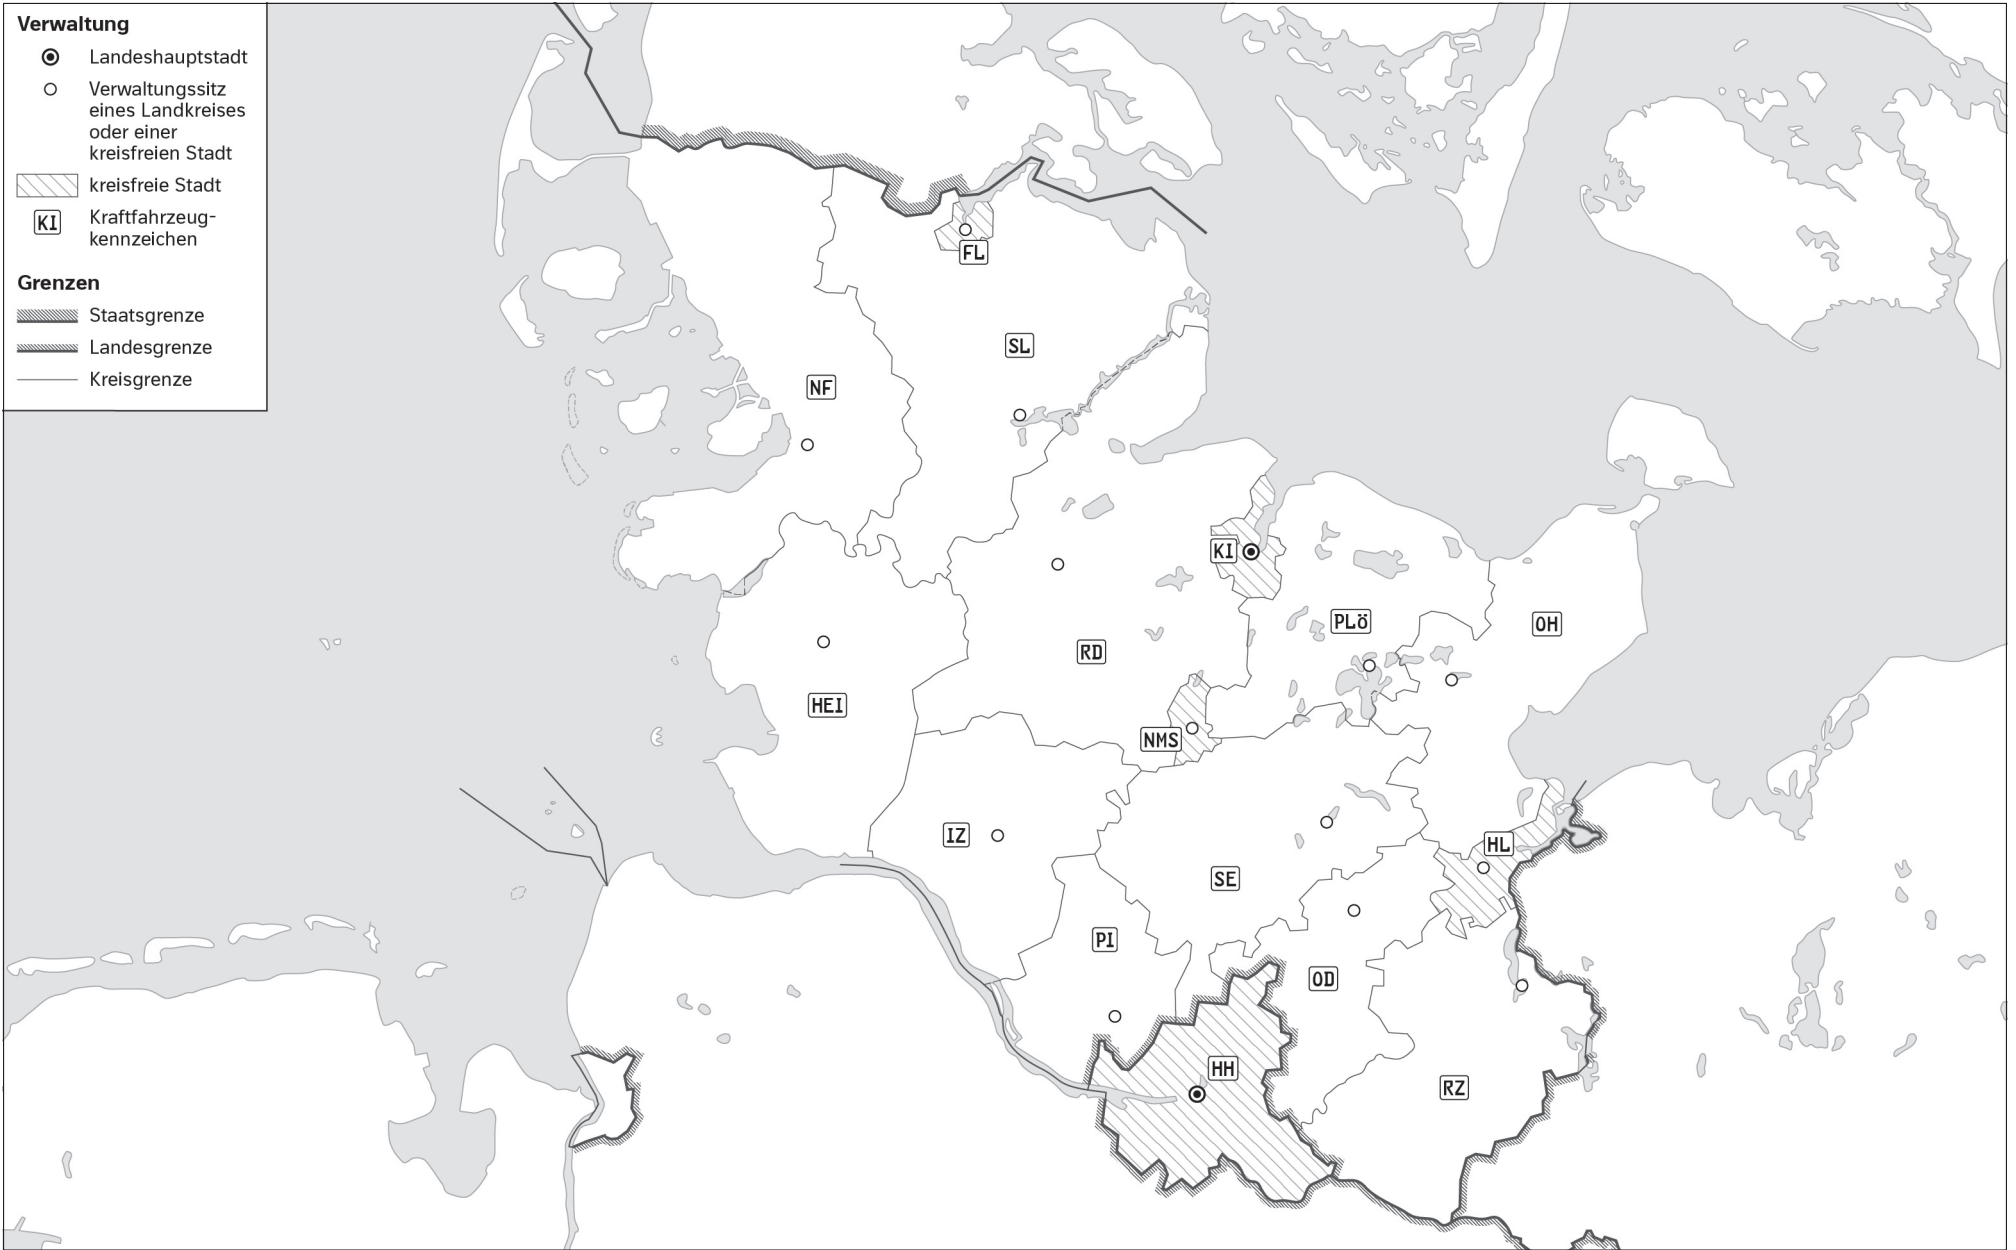 Verwaltung
Landeshauptstadt
Verwaltungssitz
eines Landkreises
oder einer
kreisfreien Stadt
kreisfreie Stadt
KI
Kraftfahrzeug-
kennzeichen
Grenzen
Staatsgrenze
Landesgrenze
Kreisgrenze
FL
SL
NF
KI
PLö
OH
RD
HEI
NMS
IZ
HL
SE
PI
OD
HH
RZ